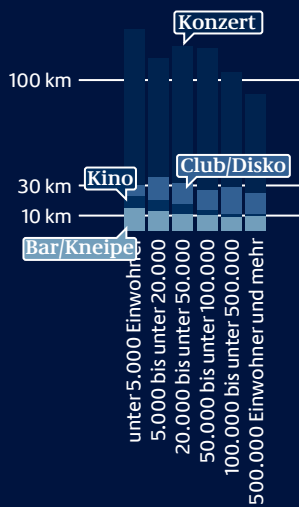 Konzert
100 km
Club/Disko
30 km
Kino
10 km
Bar/Kneipe
unter 5.000 Einwohner
5.000 bis unter 20.000
20.000 bis unter 50.000
50.000 bis unter 100.000
100.000 bis unter 500.000
500.000 Einwohner und mehr